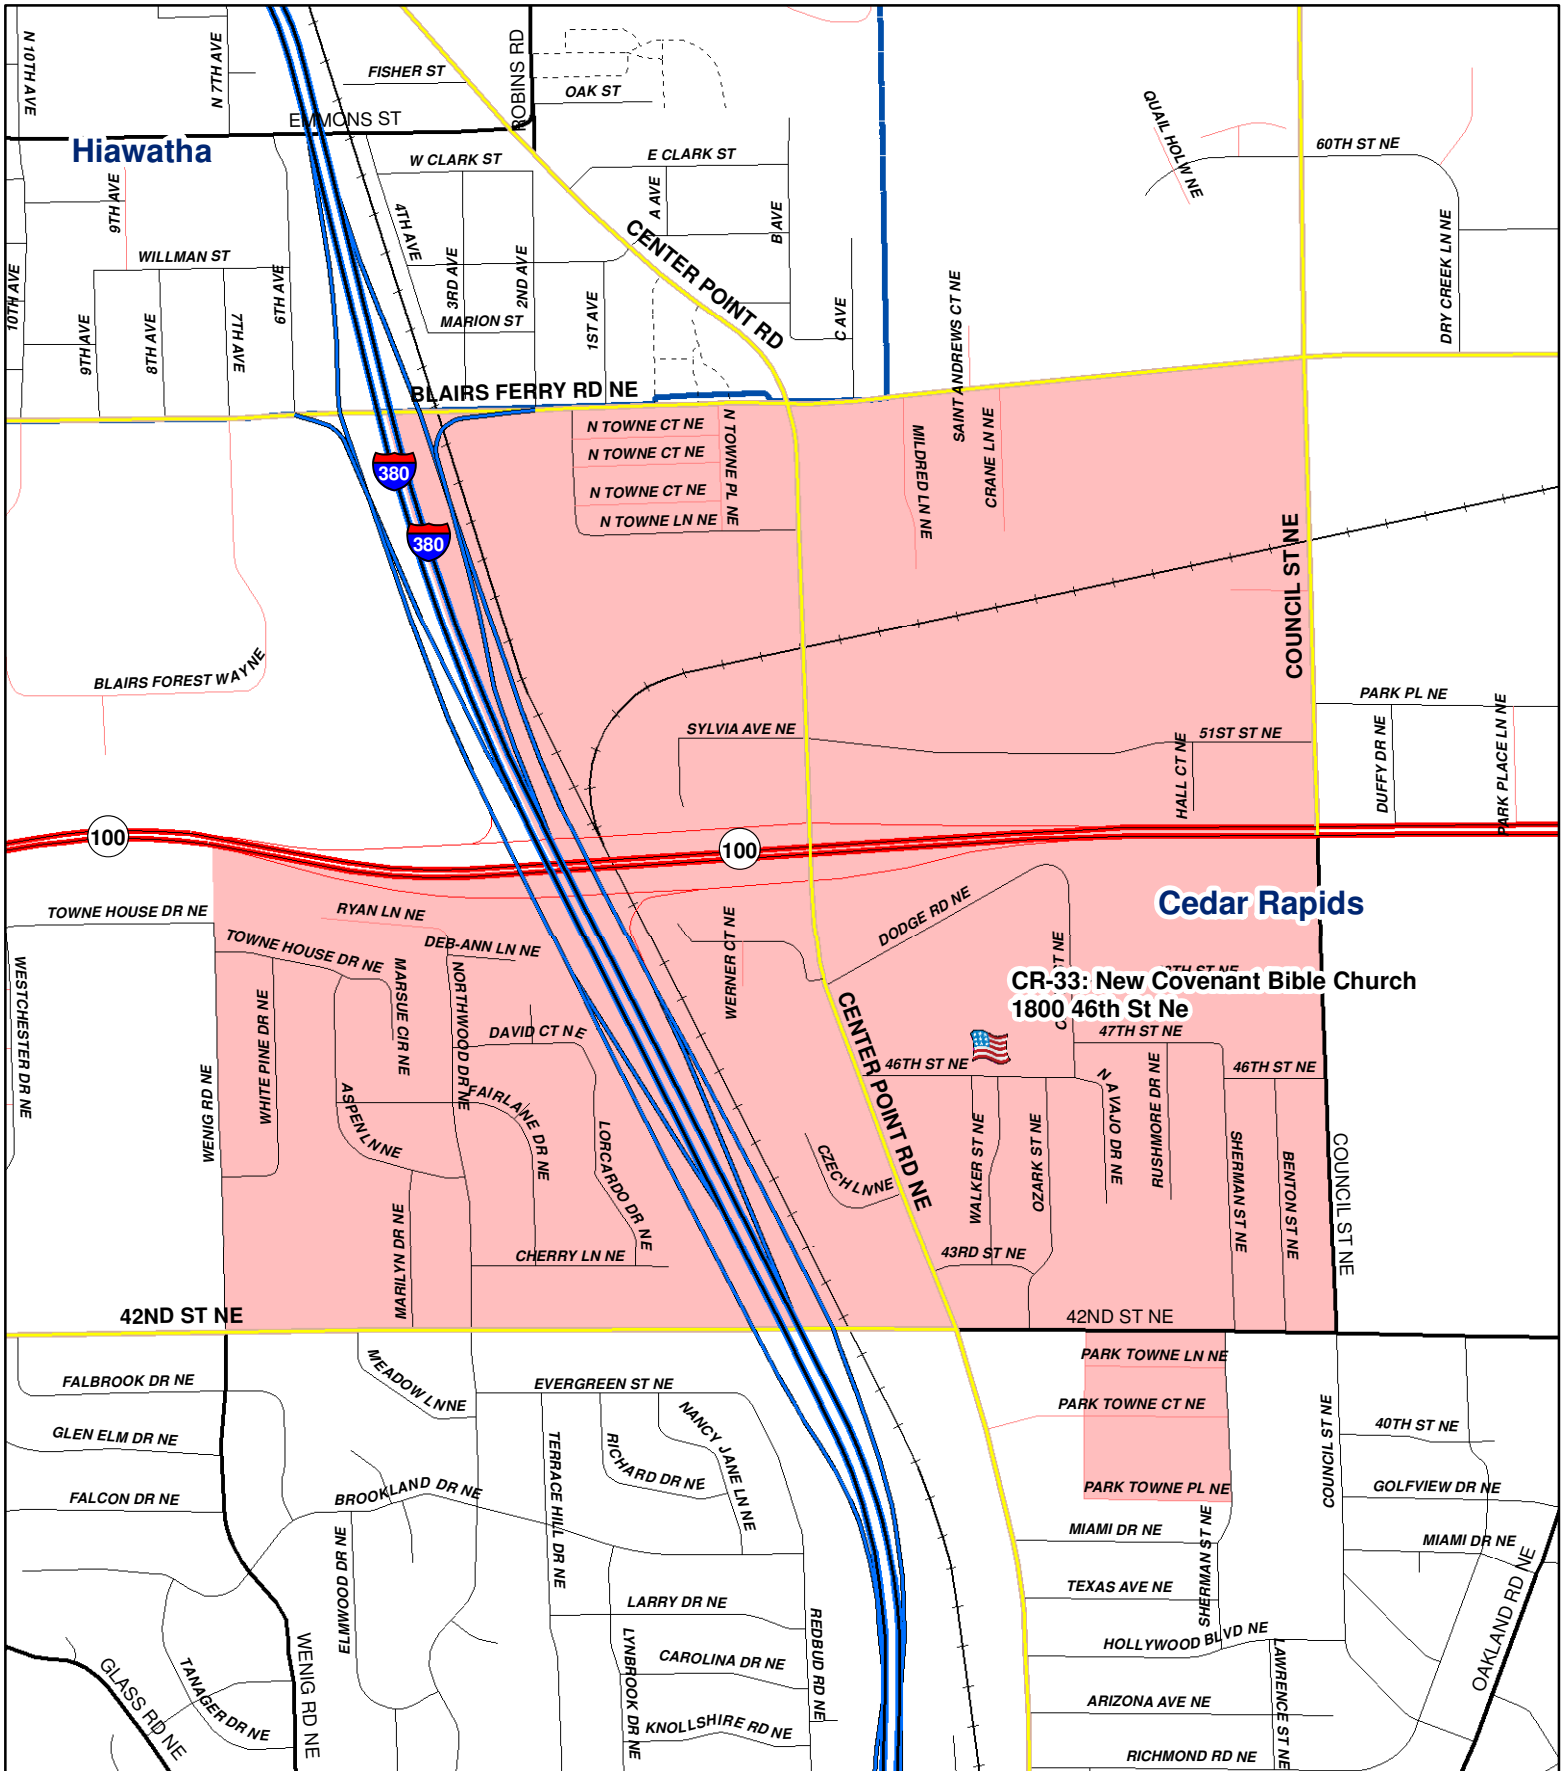 N 10TH AVE
N 7TH AVE
FISHER ST
ROBINS RD
OAK ST
EMMONS ST
Hiawatha
W CLARK ST
E CLARK ST
QUAIL HOLW NE
60TH ST NE
9TH AVE
4TH AVE
A AVE
B AVE
CENTER POINT RD
WILLMAN ST
10TH AVE
9TH AVE
8TH AVE
7TH AVE
6TH AVE
3RD AVE
2ND AVE
MARION ST
1ST AVE
C AVE
SAINT ANDREWS CT NE
DRY CREEK LN NE
BLAIRS FERRY RD NE
N TOWNE CT NE
N TOWNE CT NE
N TOWNE CT NE
N TOWNE LN NE
N TOWNE PL NE
MILDRED LN NE
CRANE LN NE
380
380
COUNCIL ST NE
BLAIRS FOREST WAY NE
SYLVIA AVE NE
51ST ST NE
HALL CT NE
PARK PL NE
DUFFY DR NE
PARK PLACE LN NE
100
100
Cedar Rapids
TOWNE HOUSE DR NE
RYAN LN NE
TOWNE HOUSE DR NE
DEB-ANN LN NE
WERNER CT NE
DODGE RD NE
WESTCHESTER DR NE
WHITE PINE DR NE
MARSUE CIR NE
NORTHWOOD DR NE
DAVID CT NE
CR-33: New Covenant Bible Church
1800 46th St Ne
47TH ST NE
46TH ST NE
46TH ST NE
WENIG RD NE
ASPEN LN NE
FAIRLANE DR NE
LORCARDO DR NE
CENTER POINT RD NE
CZECH LN NE
WALKER ST NE
OZARK ST NE
NAVAJO DR NE
RUSHMORE DR NE
SHERMAN ST NE
BENTON ST NE
COUNCIL ST NE
MARILYN DR NE
CHERRY LN NE
43RD ST NE
42ND ST NE
42ND ST NE
PARK TOWNE LN NE
PARK TOWNE CT NE
PARK TOWNE PL NE
FALBROOK DR NE
MEADOW LN NE
EVERGREEN ST NE
GLEN ELM DR NE
FALCON DR NE
BROOKLAND DR NE
TERRACE HILL DR NE
RICHARD DR NE
NANCY JANE LN NE
COUNCIL ST NE
40TH ST NE
GOLFVIEW DR NE
MIAMI DR NE
MIAMI DR NE
SHERMAN ST NE
TEXAS AVE NE
OAKLAND RD NE
ELMWOOD DR NE
LARRY DR NE
REDBUD RD NE
HOLLYWOOD BLVD NE
LAWRENCE ST NE
GLASS RD NE
TANAGER DR NE
WENIG RD NE
LYNBROOK DR NE
CAROLINA DR NE
ARIZONA AVE NE
KNOLLSHIRE RD NE
RICHMOND RD NE